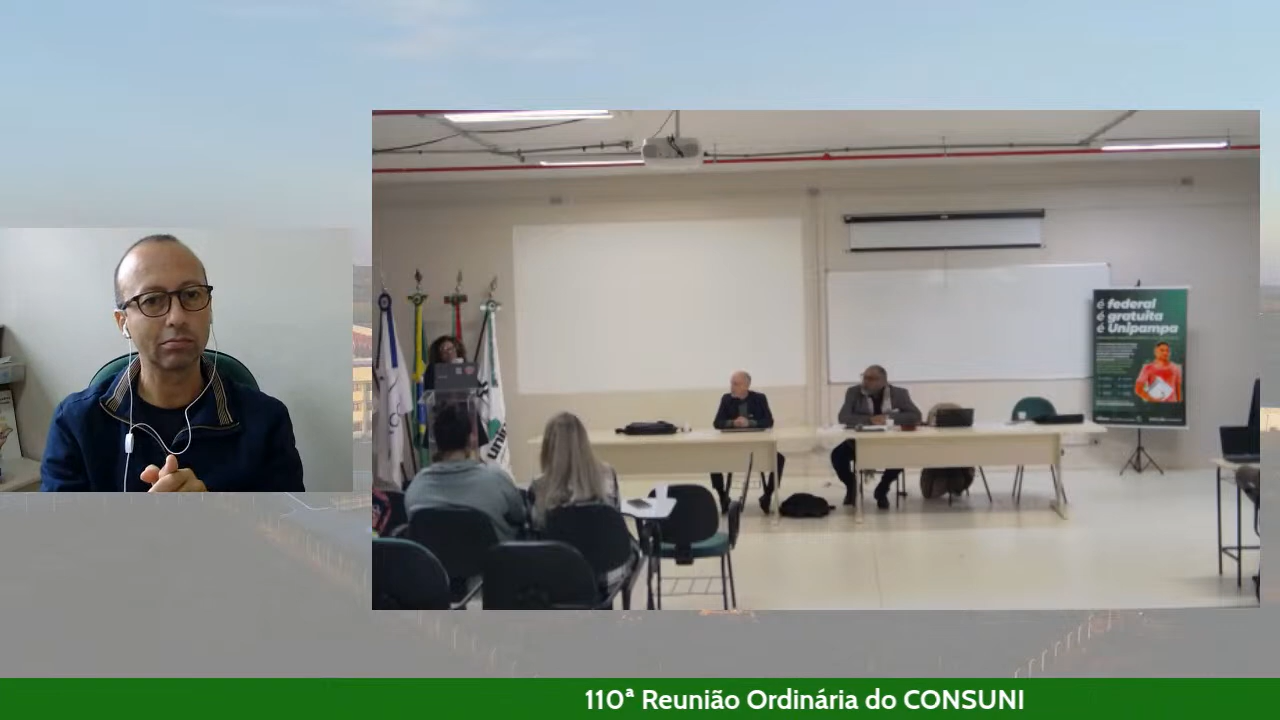 é federal
é gratuita
é Unipampa
110ª Reunião Ordinária do CONSUNI